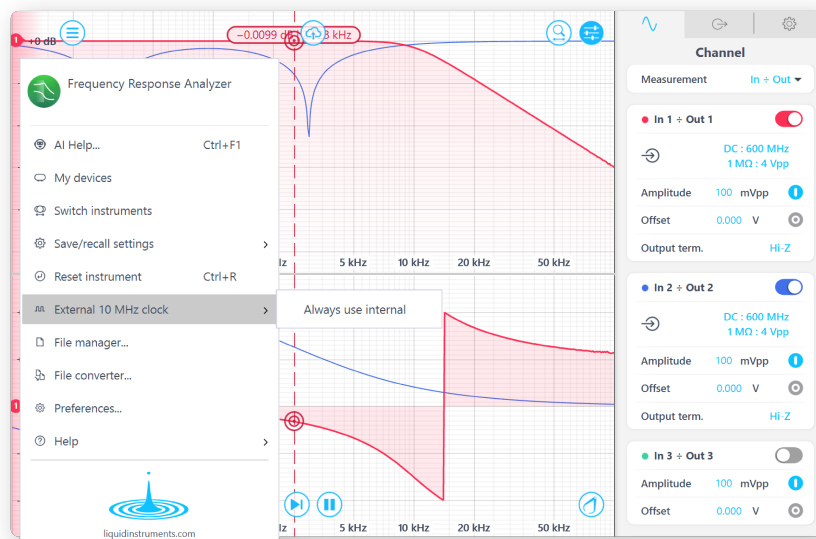 1
+0 dB
−0.0099 dB
3 kHz
Frequency Response Analyzer
AI Help... Ctrl+F1
My devices
Switch instruments
Save/recall settings
Reset instrument Ctrl+R
External 10 MHz clock
Always use internal
File manager...
File converter...
Preferences...
Help
liquidinstruments.com
5 kHz 10 kHz 20 kHz 50 kHz
1
5 kHz 10 kHz 20 kHz 50 kHz
Channel
Measurement In ÷ Out
In 1 ÷ Out 1
DC : 600 MHz
1 MΩ : 4 Vpp
Amplitude 100 mVpp
Offset 0.000 V
Output term. Hi-Z
In 2 ÷ Out 2
DC : 600 MHz
1 MΩ : 4 Vpp
Amplitude 100 mVpp
Offset 0.000 V
Output term. Hi-Z
In 3 ÷ Out 3
Amplitude 100 mVpp
Offset 0.000 V